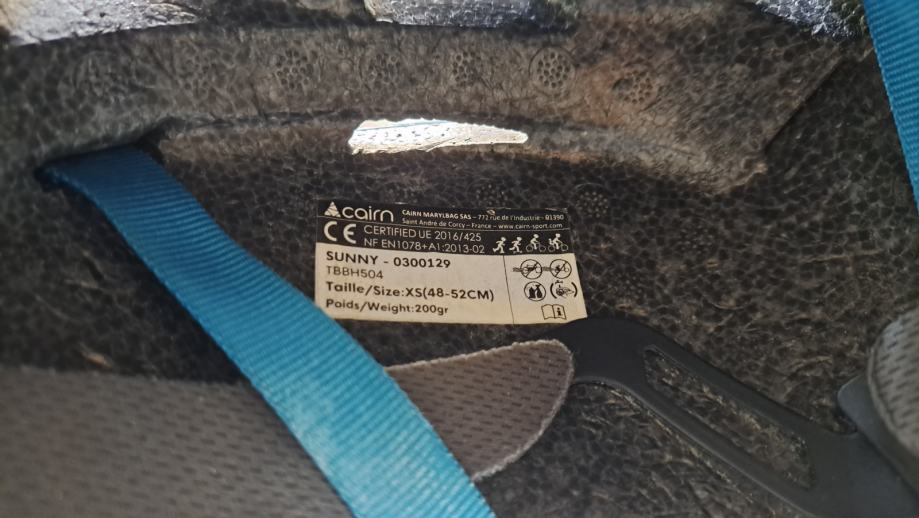 cairn
CAIRN MARYLBAG SAS - 772 rue de l'Industrie - 01390
Saint André de Corcy - France - www.cairn-sport.com
CE CERTIFIED UE 2016/425
NF EN1078+A1:2013-02
SUNNY - 0300129
TBBH504
Taille/Size:XS(48-52CM)
Poids/Weight:200gr